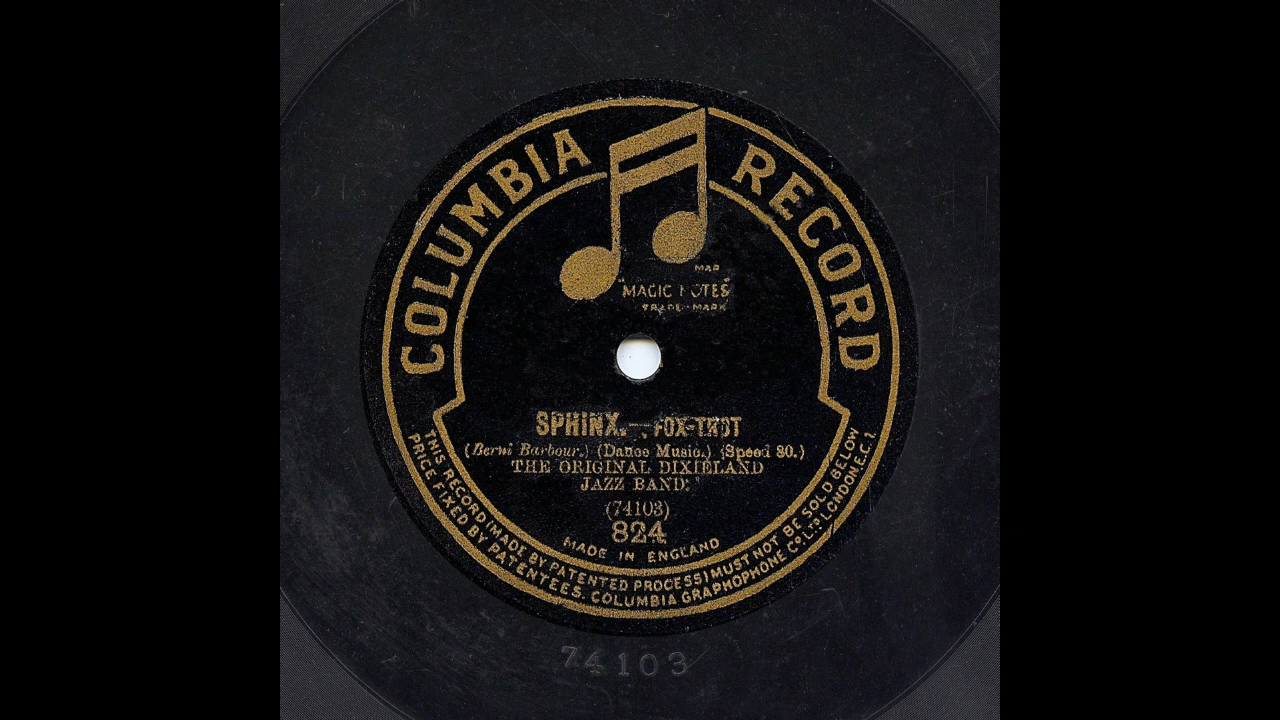 COLUMBIA RECORD
"MAGIC NOTES"
TRADE MARK
SPHINX. — FOX-TROT
(Berni Barbour.) (Dance Music.) (Speed 80.)
THE ORIGINAL DIXIELAND
JAZZ BAND.
(74103)
824
MADE IN ENGLAND
THIS RECORD (MADE BY PATENTED PROCESS) MUST NOT BE SOLD BELOW
PRICE FIXED BY PATENTEES. COLUMBIA GRAPHOPHONE CO. LTD LONDON. E.C.1.
74103